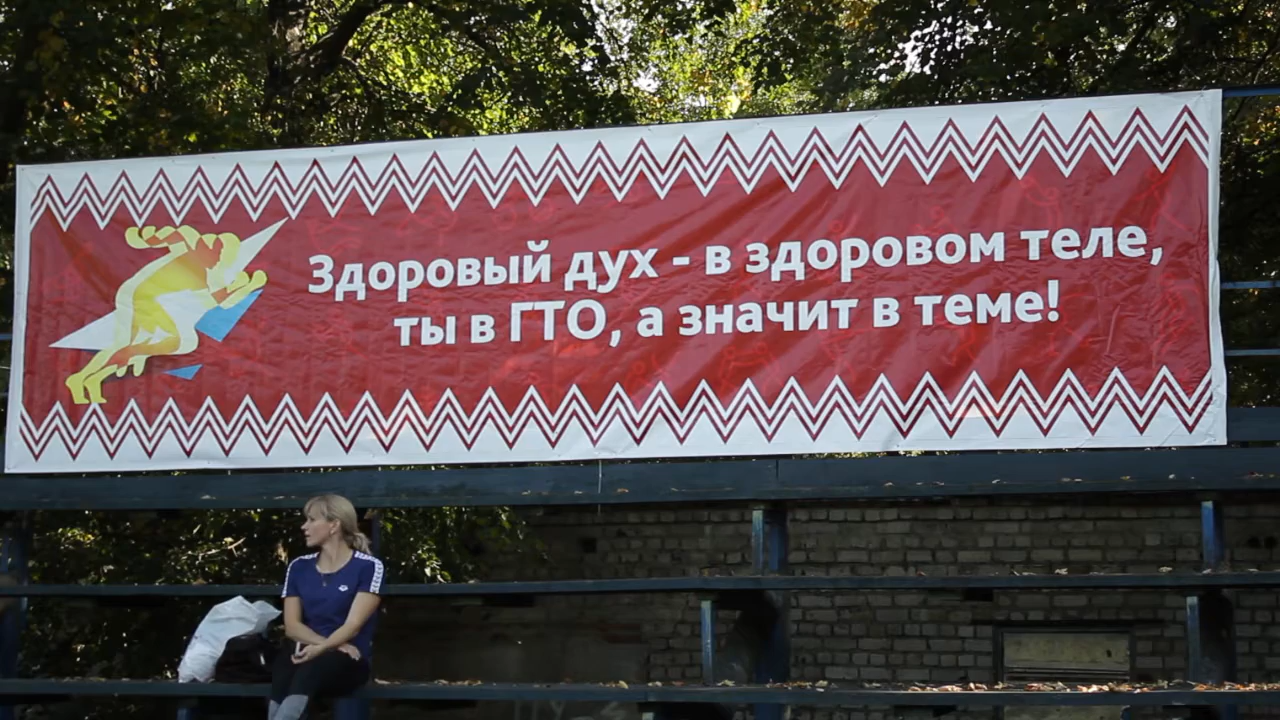 Здоровый дух - в здоровом теле,
ты в ГТО, а значит в теме!